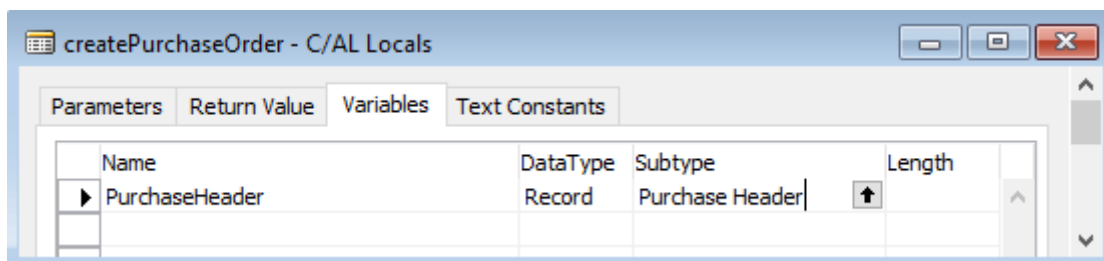 createPurchaseOrder - C/AL Locals
Parameters Return Value Variables Text Constants
Name DataType Subtype Length
PurchaseHeader Record Purchase Header